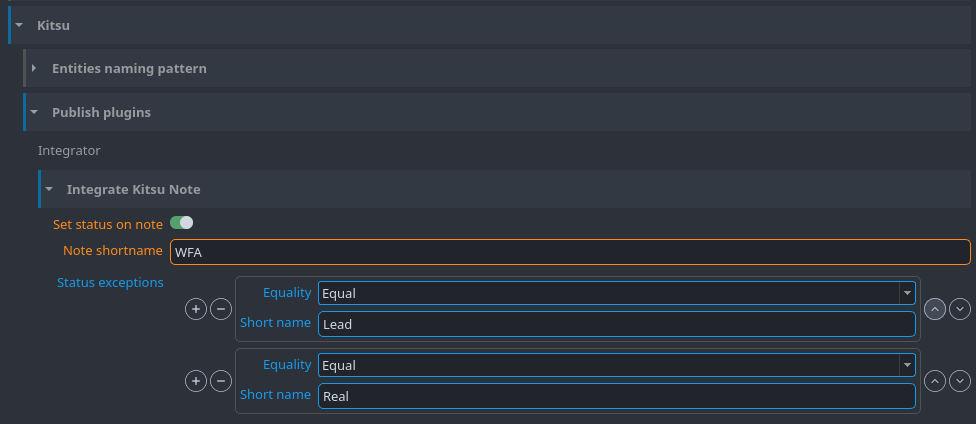 Kitsu
Entities naming pattern
Publish plugins
Integrator
Integrate Kitsu Note
Set status on note
Note shortname WFA
Status exceptions
Equality Equal
Short name Lead
Equality Equal
Short name Real